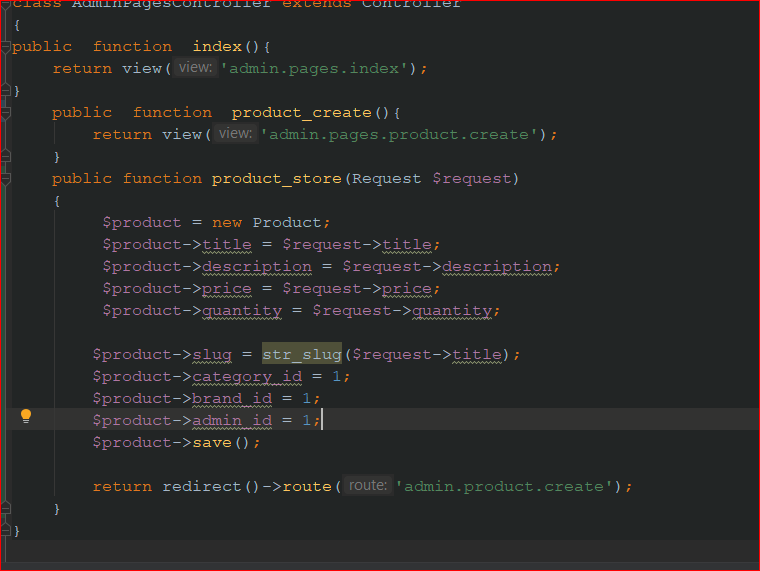 class AdminPagesController extends Controller
{
public  function  index(){
    return view( view: 'admin.pages.index');
}
    public  function  product_create(){
        return view( view: 'admin.pages.product.create');
    }
    public function product_store(Request $request)
    {
         $product = new Product;
         $product->title = $request->title;
         $product->description = $request->description;
         $product->price = $request->price;
         $product->quantity = $request->quantity;
        $product->slug = str_slug($request->title);
        $product->category_id = 1;
        $product->brand_id = 1;
        $product->admin_id = 1;
        $product->save();
        return redirect()->route( route: 'admin.product.create');
    }
}